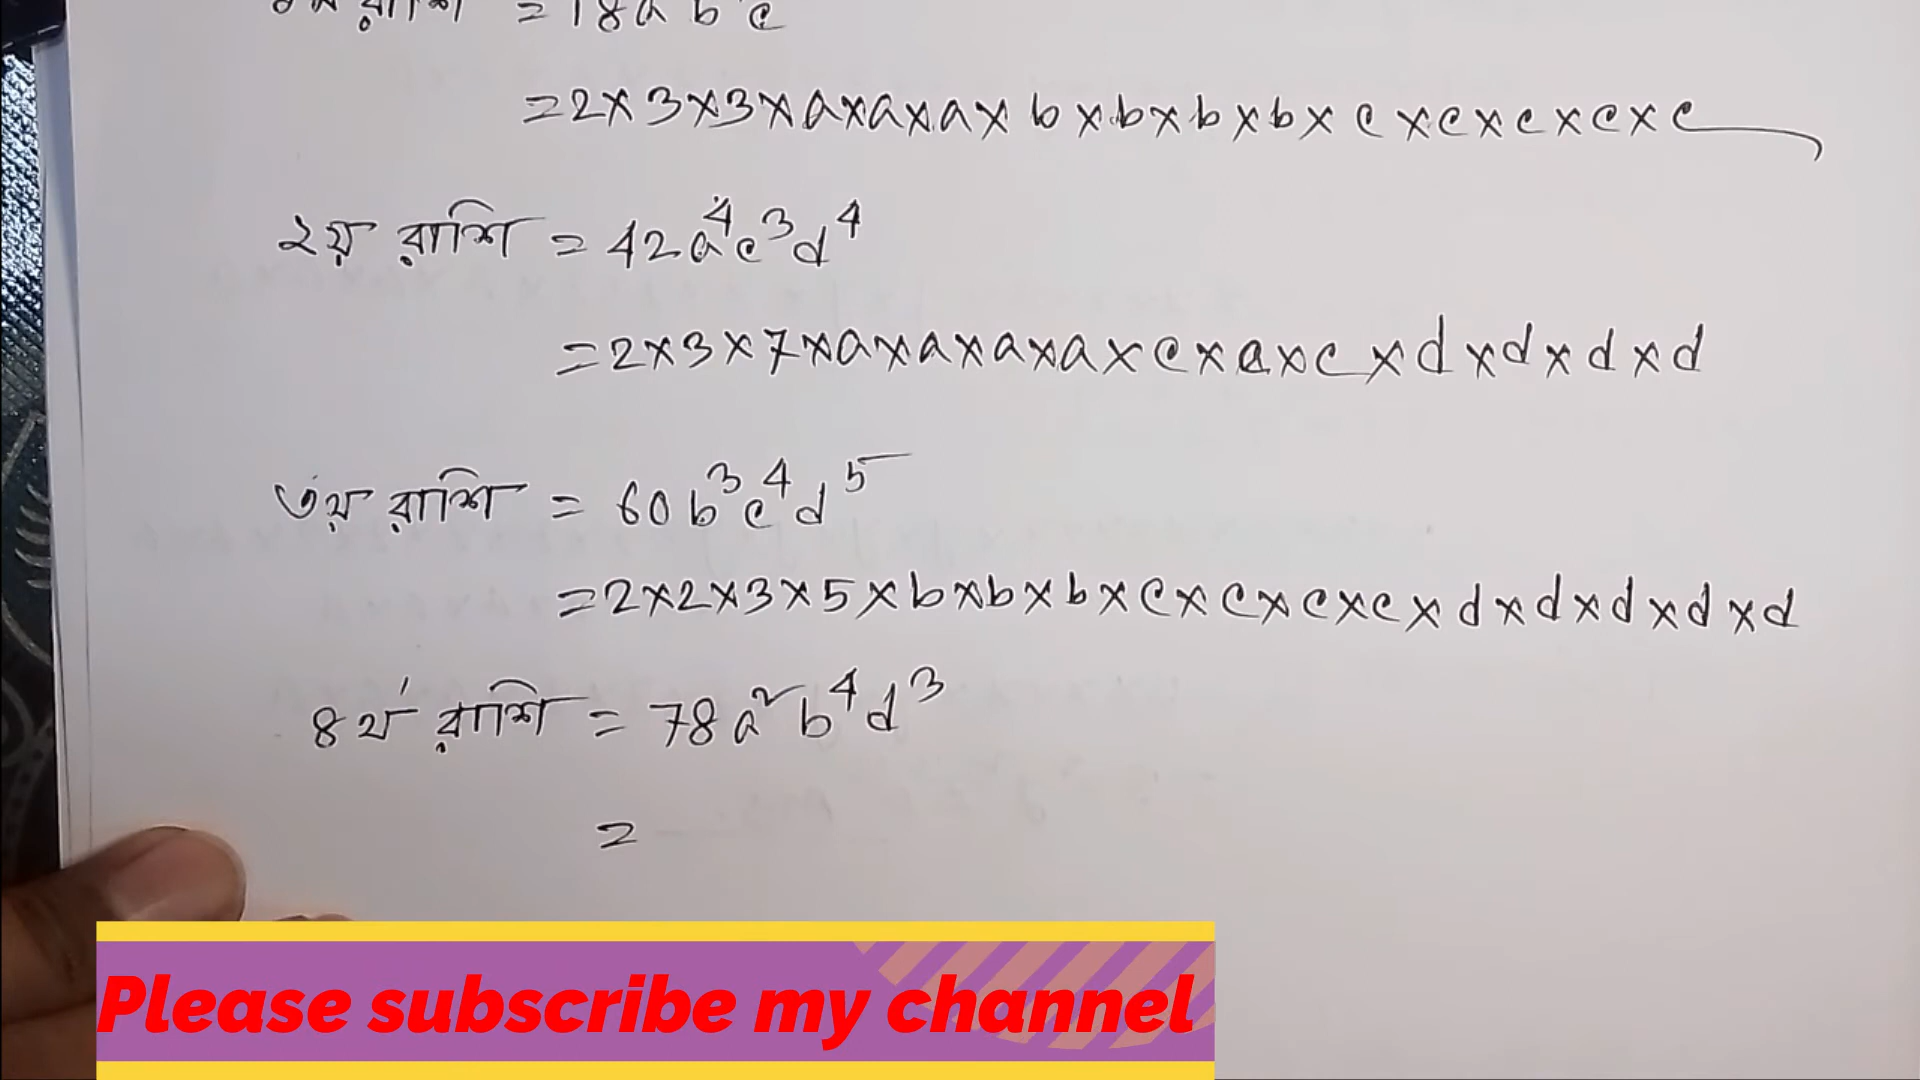 রাশি = 18a b c
=2×3×3×a×a×a×b×b×b×b×c×c×c×c×c
২য় রাশি = 42a⁴c³d⁴
=2×3×7×a×a×a×a×c×a×c×d×d×d×d
৩য় রাশি = 60b³c⁴d⁵
=2×2×3×5×b×b×b×c×c×c×c×d×d×d×d×d
৪র্থ রাশি = 78a²b⁴d³
=
Please subscribe my channel